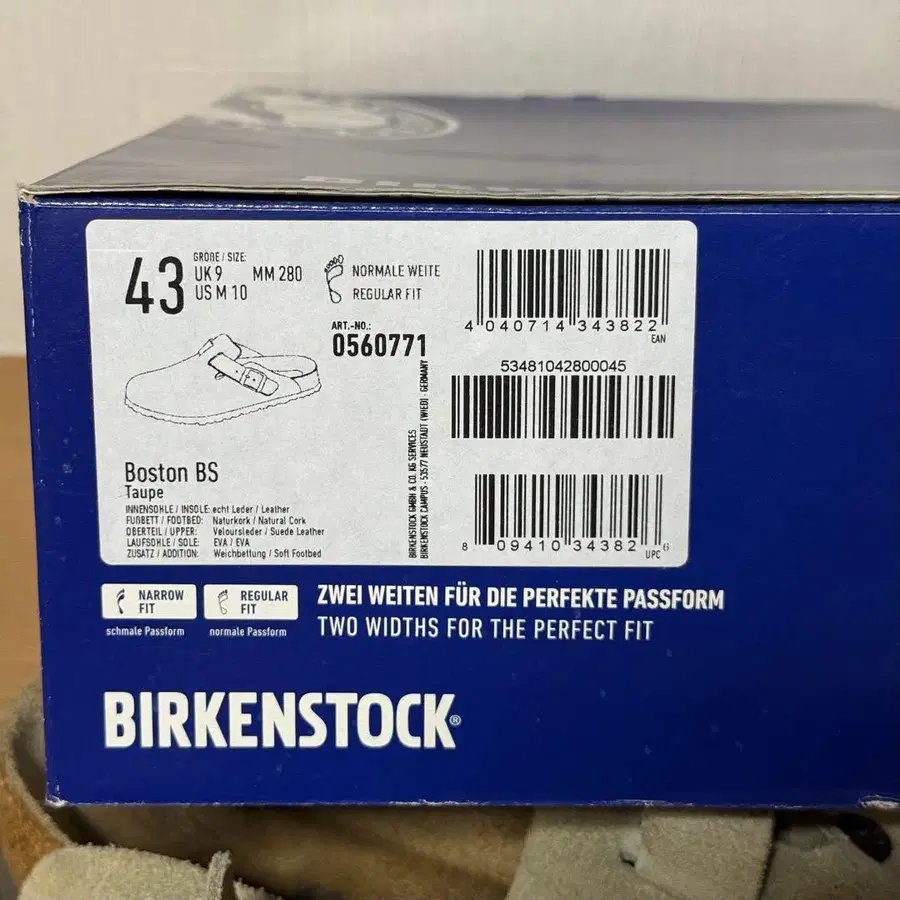 43
GRÖßE / SIZE:
UK 9 MM 280
US M 10
NORMALE WEITE
REGULAR FIT
ART.-NO.:
0560771
4 040714 343822
EAN
53481042800045
8 09410 34382 6
UPC
Boston BS
Taupe
INNENSOHLE / INSOLE: echt Leder / Leather
FUßBETT / FOOTBED: Naturkork / Natural Cork
OBERTEIL / UPPER: Veloursleder / Suede Leather
LAUFSOHLE / SOLE: EVA / EVA
ZUSATZ / ADDITION: Weichbettung / Soft Footbed
BIRKENSTOCK GMBH & CO. KG SERVICES
BIRKENSTOCK CAMPUS · 53577 NEUSTADT (WIED) · GERMANY
NARROW
FIT
schmale Passform
REGULAR
FIT
normale Passform
ZWEI WEITEN FÜR DIE PERFEKTE PASSFORM
TWO WIDTHS FOR THE PERFECT FIT
BIRKENSTOCK®